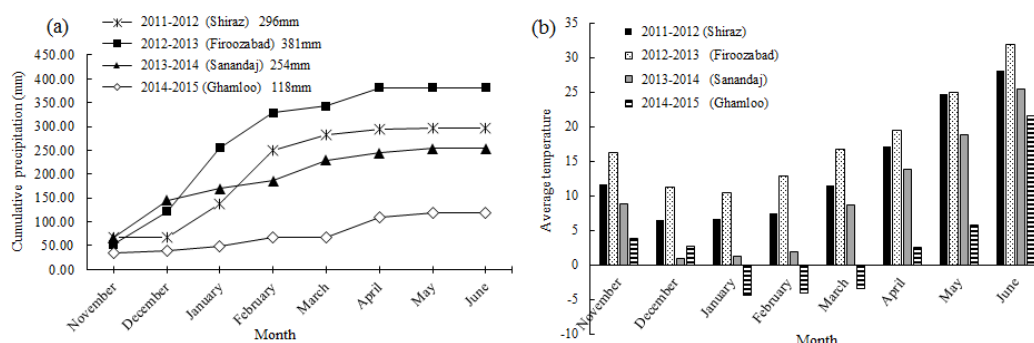 (a)
2011-2012 (Shiraz) 296mm
2012-2013 (Firoozabad) 381mm
2013-2014 (Sanandaj) 254mm
2014-2015 (Ghamloo) 118mm
Cumulative precipitation (mm)
450.00
400.00
350.00
300.00
250.00
200.00
150.00
100.00
50.00
0.00
November
December
January
February
March
April
May
June
Month
(b)
2011-2012 (Shiraz)
2012-2013 (Firoozabad)
2013-2014 (Sanandaj)
2014-2015 (Ghamloo)
Average temperature
35
30
25
20
15
10
5
0
-5
-10
November
December
January
February
March
April
May
June
Month